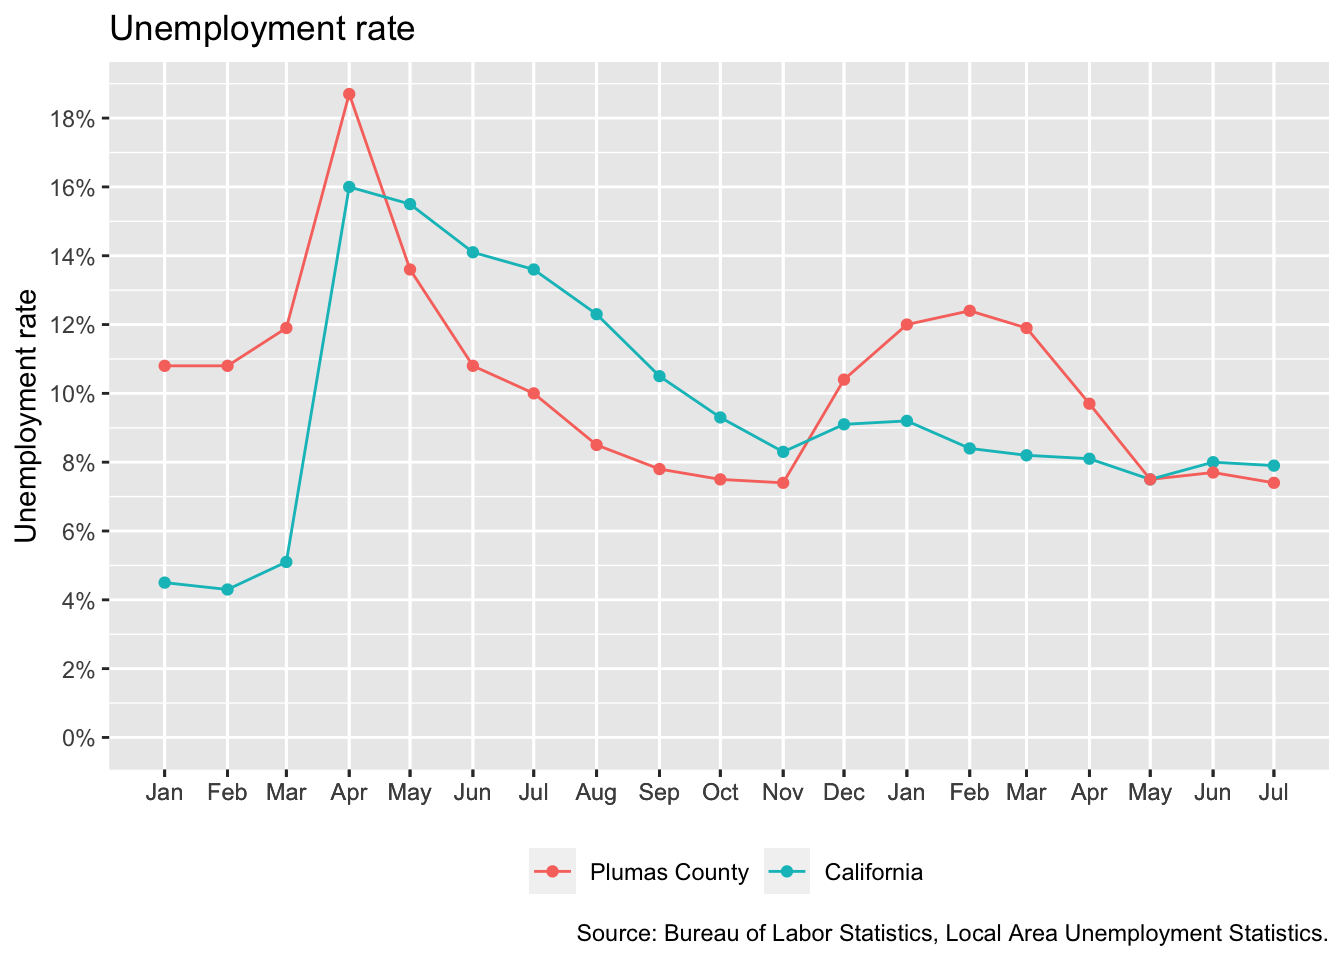 Unemployment rate
Unemployment rate
18%
16%
14%
12%
10%
8%
6%
4%
2%
0%
Jan Feb Mar Apr May Jun Jul Aug Sep Oct Nov Dec Jan Feb Mar Apr May Jun Jul
Plumas County California
Source: Bureau of Labor Statistics, Local Area Unemployment Statistics.